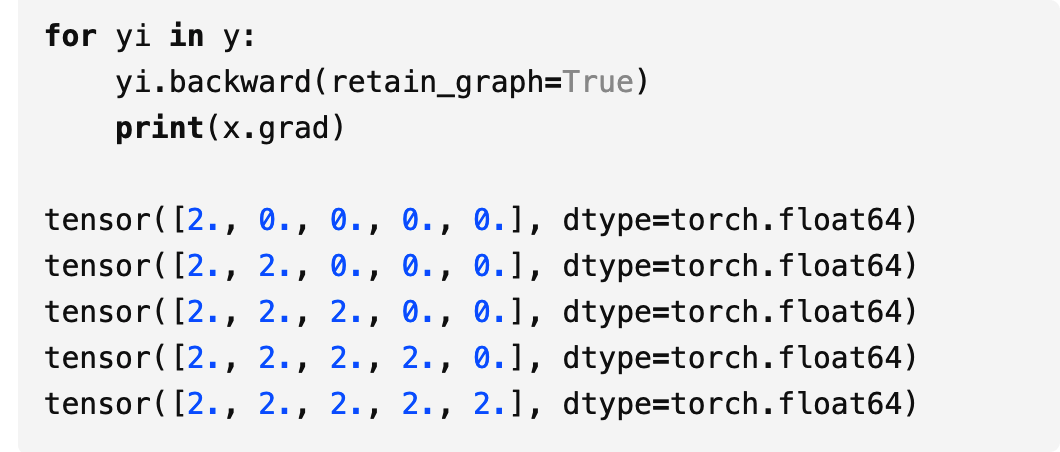 for yi in y:
    yi.backward(retain_graph=True)
    print(x.grad)

tensor([2., 0., 0., 0., 0.], dtype=torch.float64)
tensor([2., 2., 0., 0., 0.], dtype=torch.float64)
tensor([2., 2., 2., 0., 0.], dtype=torch.float64)
tensor([2., 2., 2., 2., 0.], dtype=torch.float64)
tensor([2., 2., 2., 2., 2.], dtype=torch.float64)